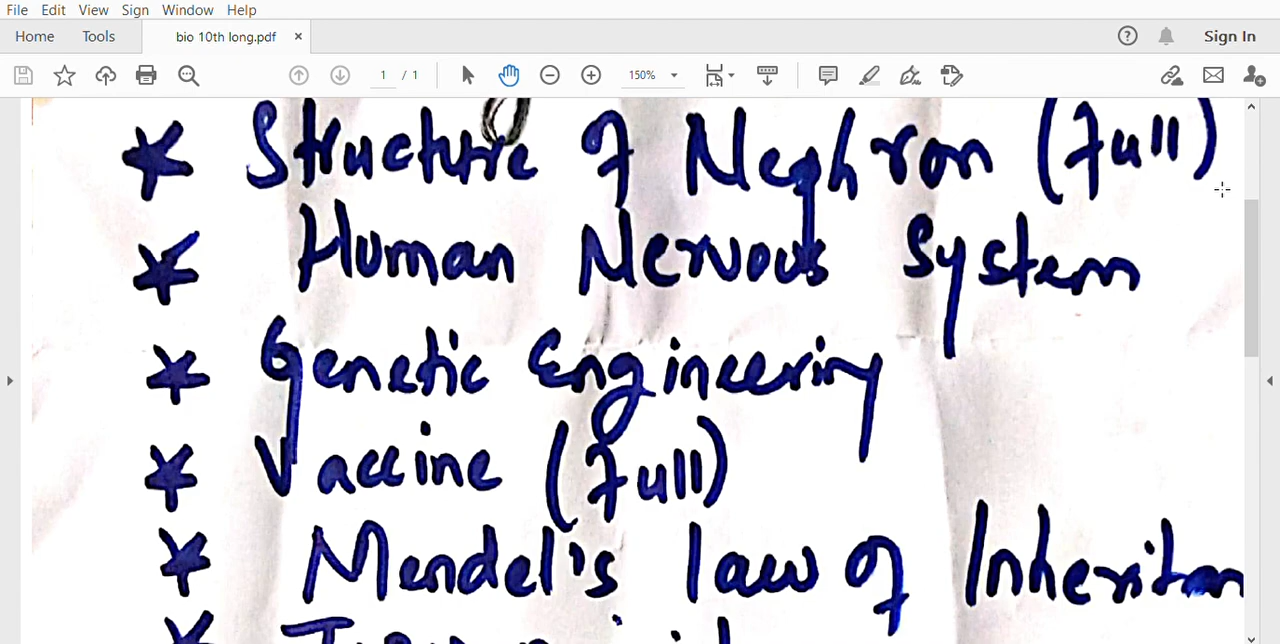 File Edit View Sign Window Help
Home Tools bio 10th long.pdf × Sign In
1 / 1 150%
Structure of Nephron (full)
Human Nervous System
Genetic Engineering
Vaccine (full)
Mendel's law of Inheritan